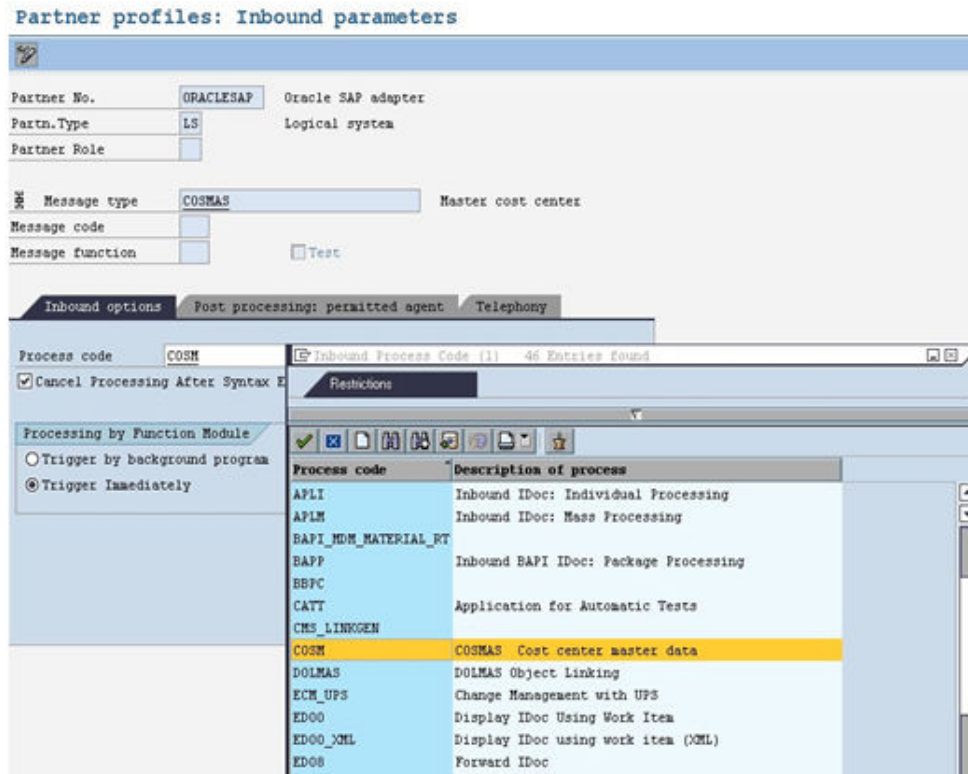 Partner profiles: Inbound parameters
Partner No. ORACLESAP Oracle SAP adapter
Partn.Type LS Logical system
Partner Role
Message type COSMAS Master cost center
Message code
Message function Test
Inbound options Post processing: permitted agent Telephony
Process code COSM
Cancel Processing After Syntax E
Processing by Function Module
Trigger by background program
Trigger Immediately
Inbound Process Code (1) 46 Entries found
Restrictions
Process code Description of process
APLI Inbound IDoc: Individual Processing
APLM Inbound IDoc: Mass Processing
BAPI_MDM_MATERIAL_RT
BAPP Inbound BAPI IDoc: Package Processing
BBPC
CATT Application for Automatic Tests
CMS_LINKGEN
COSM COSMAS Cost center master data
DOLMAS DOLMAS Object Linking
ECM_UPS Change Management with UPS
ED00 Display IDoc Using Work Item
ED00_XML Display IDoc using work item (XML)
ED08 Forward IDoc